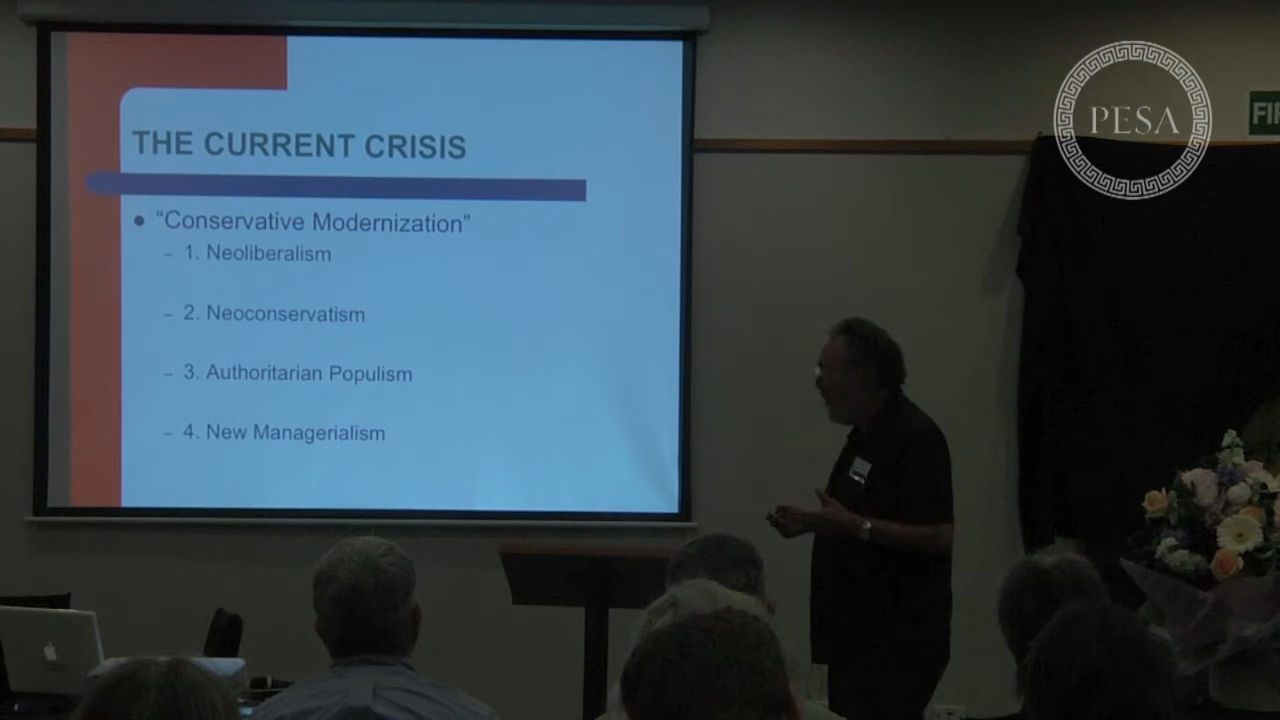 THE CURRENT CRISIS
● “Conservative Modernization”
– 1. Neoliberalism
– 2. Neoconservatism
– 3. Authoritarian Populism
– 4. New Managerialism
PESA